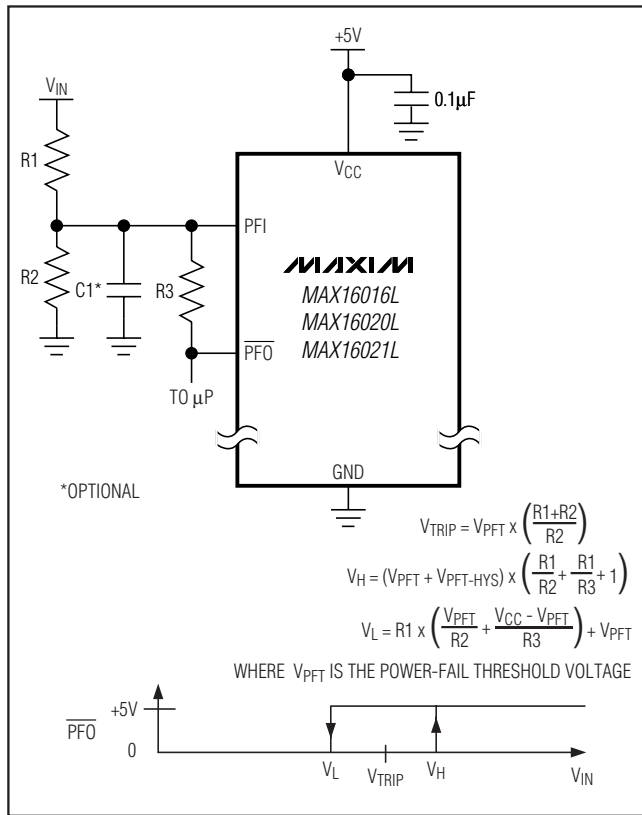 +5V
V_IN
0.1µF
R1
V_CC
PFI
R2
C1*
R3
MAXIM
MAX16016L
MAX16020L
MAX16021L
P̅F̅O̅
TO µP
GND
*OPTIONAL
V_TRIP = V_PFT x (R1+R2 / R2)
V_H = (V_PFT + V_PFT-HYS) x (R1/R2 + R1/R3 + 1)
V_L = R1 x (V_PFT/R2 + V_CC - V_PFT/R3) + V_PFT
WHERE V_PFT IS THE POWER-FAIL THRESHOLD VOLTAGE
+5V
P̅F̅O̅
0
V_L V_TRIP V_H V_IN